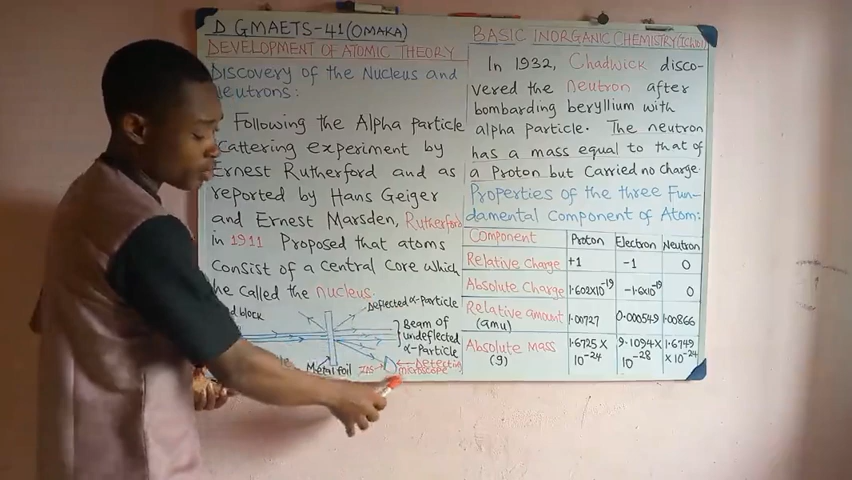 D GMAETS-41(OMAKA)
DEVELOPMENT OF ATOMIC THEORY
Discovery of the Nucleus and
Neutrons:
Following the Alpha particle
Scattering experiment by
Ernest Rutherford and as
reported by Hans Geiger
and Ernest Marsden, Rutherford
in 1911 Proposed that atoms
consist of a central core which
he called the nucleus.
block
Deflected α-particle
Beam of
undeflected
α-particle
Metal foil
Detecting
microscope
BASIC INORGANIC CHEMISTRY
In 1932, Chadwick disco-
vered the neutron after
bombarding beryllium with
alpha particle. The neutron
has a mass equal to that of
a Proton but Carried no charge.
Properties of the three Fun-
damental Component of Atom:
Component Proton Electron Neutron
Relative Charge +1 -1 0
Absolute Charge 1.602x10^-19 -1.6x10^-19 0
Relative amount (amu) 1.00727 0.000549 1.00866
Absolute Mass (g) 1.6725 x 10^-24 9.1094 x 10^-28 1.6749 x 10^-24